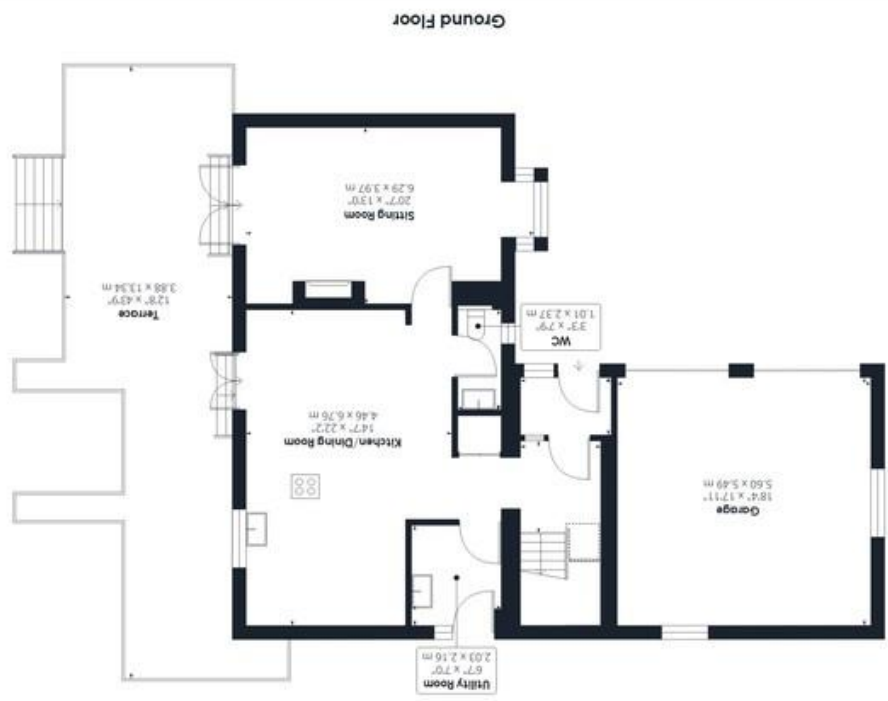 Utility Room
6'7" x 7'0"
2.03 x 2.16 m
Garage
18'4" x 17'11"
5.60 x 5.49 m
Kitchen/Dining Room
14'7" x 22'2"
4.46 x 6.76 m
WC
3'3" x 7'9"
1.01 x 2.37 m
Terrace
12'8" x 43'9"
3.88 x 13.34 m
Sitting Room
20'7" x 13'0"
6.29 x 3.97 m
Ground Floor